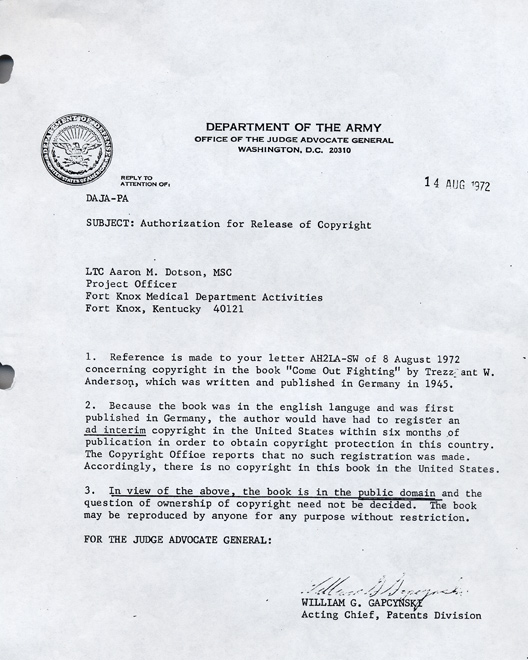 DEPARTMENT OF THE ARMY
OFFICE OF THE JUDGE ADVOCATE GENERAL
WASHINGTON, D.C. 20310
REPLY TO
ATTENTION OF:
14 AUG 1972
DAJA-PA
SUBJECT: Authorization for Release of Copyright
LTC Aaron M. Dotson, MSC
Project Officer
Fort Knox Medical Department Activities
Fort Knox, Kentucky 40121
1. Reference is made to your letter AH2LA-SW of 8 August 1972
concerning copyright in the book "Come Out Fighting" by Trezz ant W.
Anderson, which was written and published in Germany in 1945.
2. Because the book was in the english languge and was first
published in Germany, the author would have had to register an
ad interim copyright in the United States within six months of
publication in order to obtain copyright protection in this country.
The Copyright Office reports that no such registration was made.
Accordingly, there is no copyright in this book in the United States.
3. In view of the above, the book is in the public domain and the
question of ownership of copyright need not be decided. The book
may be reproduced by anyone for any purpose without restriction.
FOR THE JUDGE ADVOCATE GENERAL:
WILLIAM G. GAPCYNSKI
Acting Chief, Patents Division